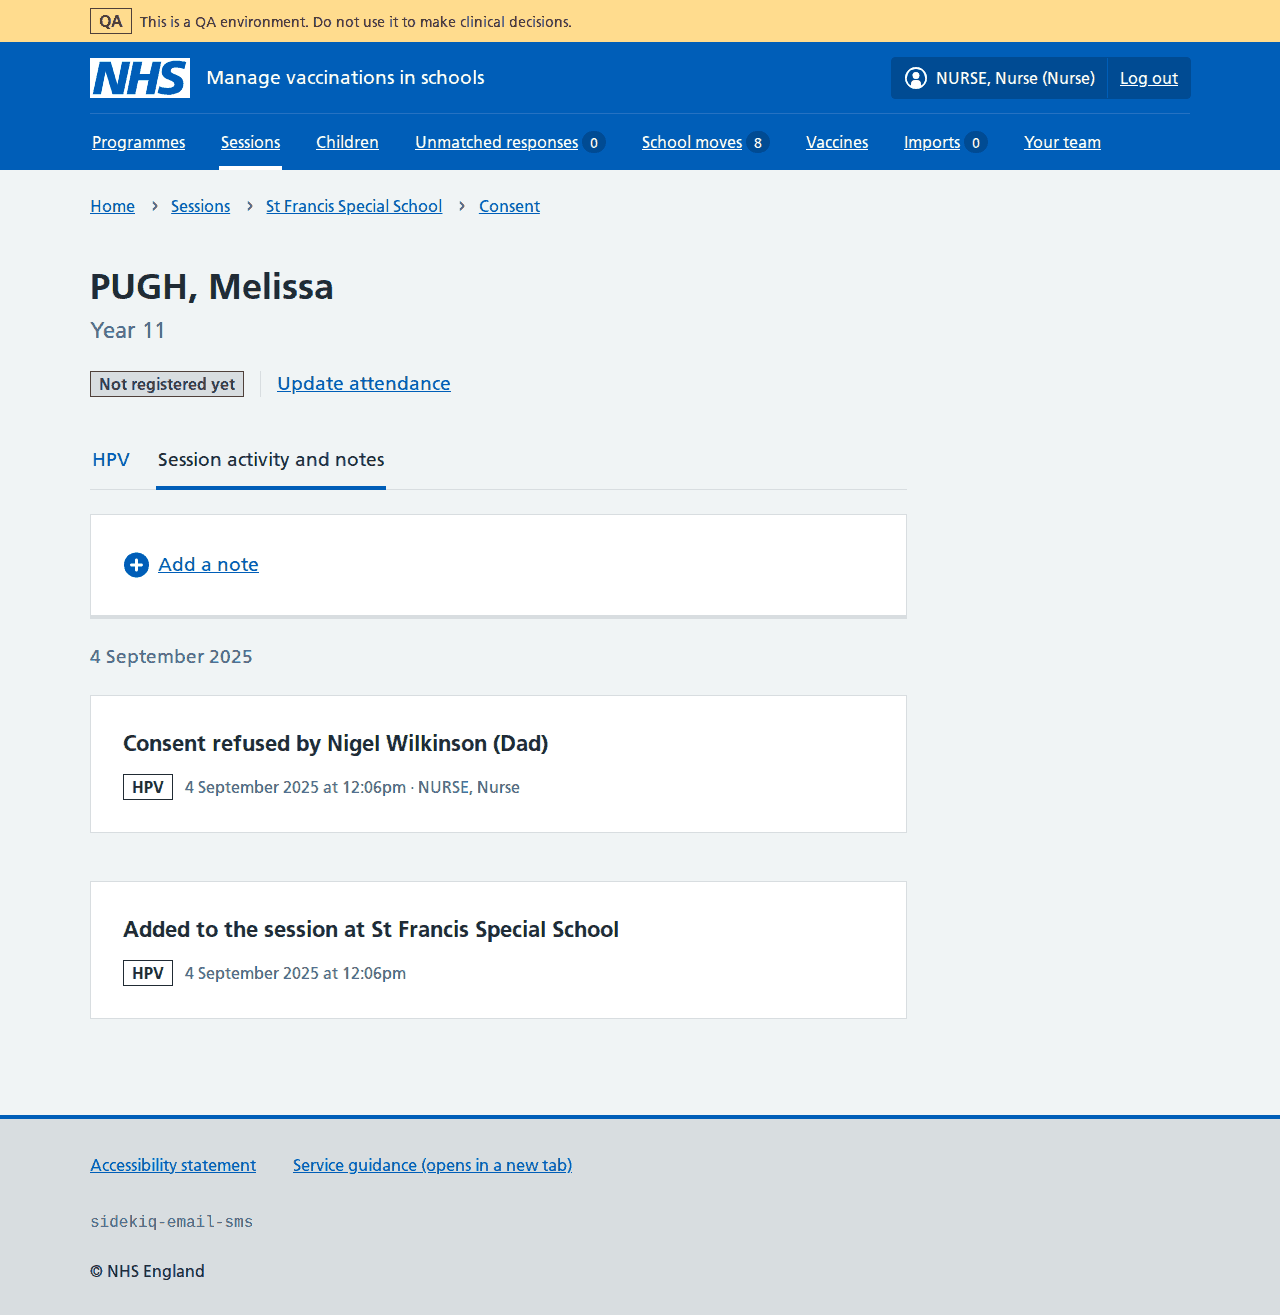 QA This is a QA environment. Do not use it to make clinical decisions.
NHS Manage vaccinations in schools NURSE, Nurse (Nurse) Log out
Programmes Sessions Children Unmatched responses 0 School moves 8 Vaccines Imports 0 Your team
Home › Sessions › St Francis Special School › Consent
PUGH, Melissa
Year 11
Not registered yet Update attendance
HPV Session activity and notes
Add a note
4 September 2025
Consent refused by Nigel Wilkinson (Dad)
HPV 4 September 2025 at 12:06pm · NURSE, Nurse
Added to the session at St Francis Special School
HPV 4 September 2025 at 12:06pm
Accessibility statement Service guidance (opens in a new tab)
sidekiq-email-sms
© NHS England